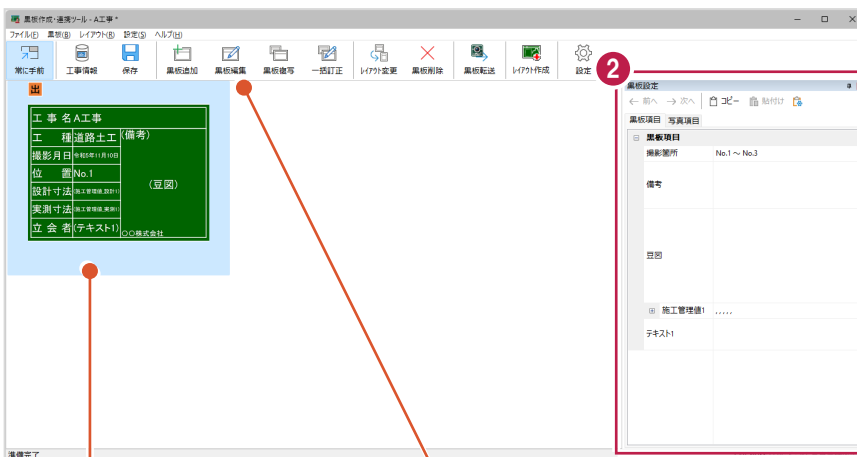 黒板作成・連携ツール - A工事 *
ファイル(F) 黒板(B) レイアウト(R) 設定(S) ヘルプ(H)
常に手前 工事情報 保存 黒板追加 黒板編集 黒板複写 一括訂正 レイアウト変更 黒板削除 黒板転送 レイアウト作成 設定
2
出
工事名 A工事
工種 道路土工 (備考)
撮影月日 令和5年11月10日
位置 No.1
(豆図)
設計寸法 (施工管理値,設計1)
実測寸法 (施工管理値,実測1)
立会者 (テキスト1) 〇〇株式会社
黒板設定
前へ 次へ コピー 貼付け
黒板項目 写真項目
黒板項目
撮影箇所 No.1 ～ No.3
備考
豆図
施工管理値1 , , , , ,
テキスト1
準備完了